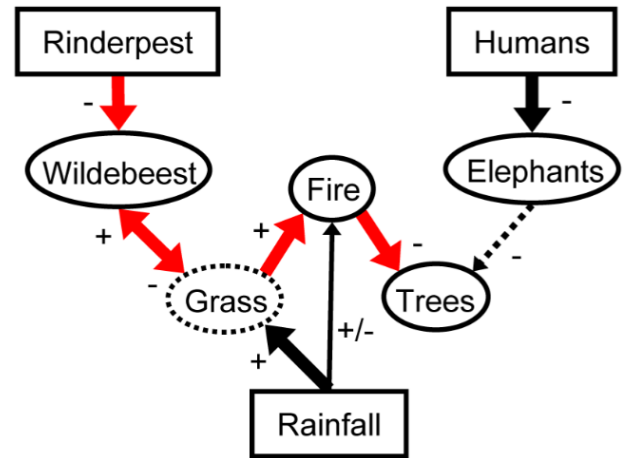 Rinderpest
Humans
-
-
Wildebeest
Fire
Elephants
+
+
-
-
-
Grass
Trees
+/-
+
Rainfall